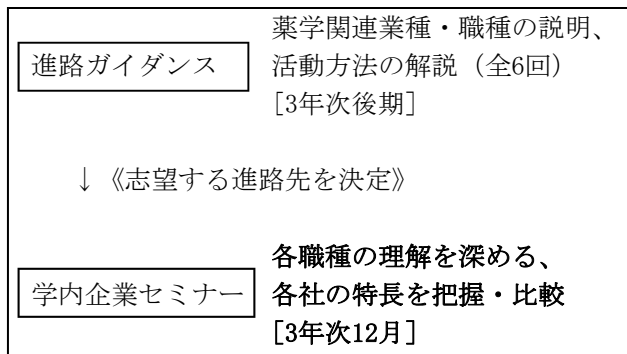 薬学関連業種・職種の説明、
進路ガイダンス 活動方法の解説（全6回）
[3年次後期]
↓《志望する進路先を決定》
各職種の理解を深める、
学内企業セミナー 各社の特長を把握・比較
[3年次12月]